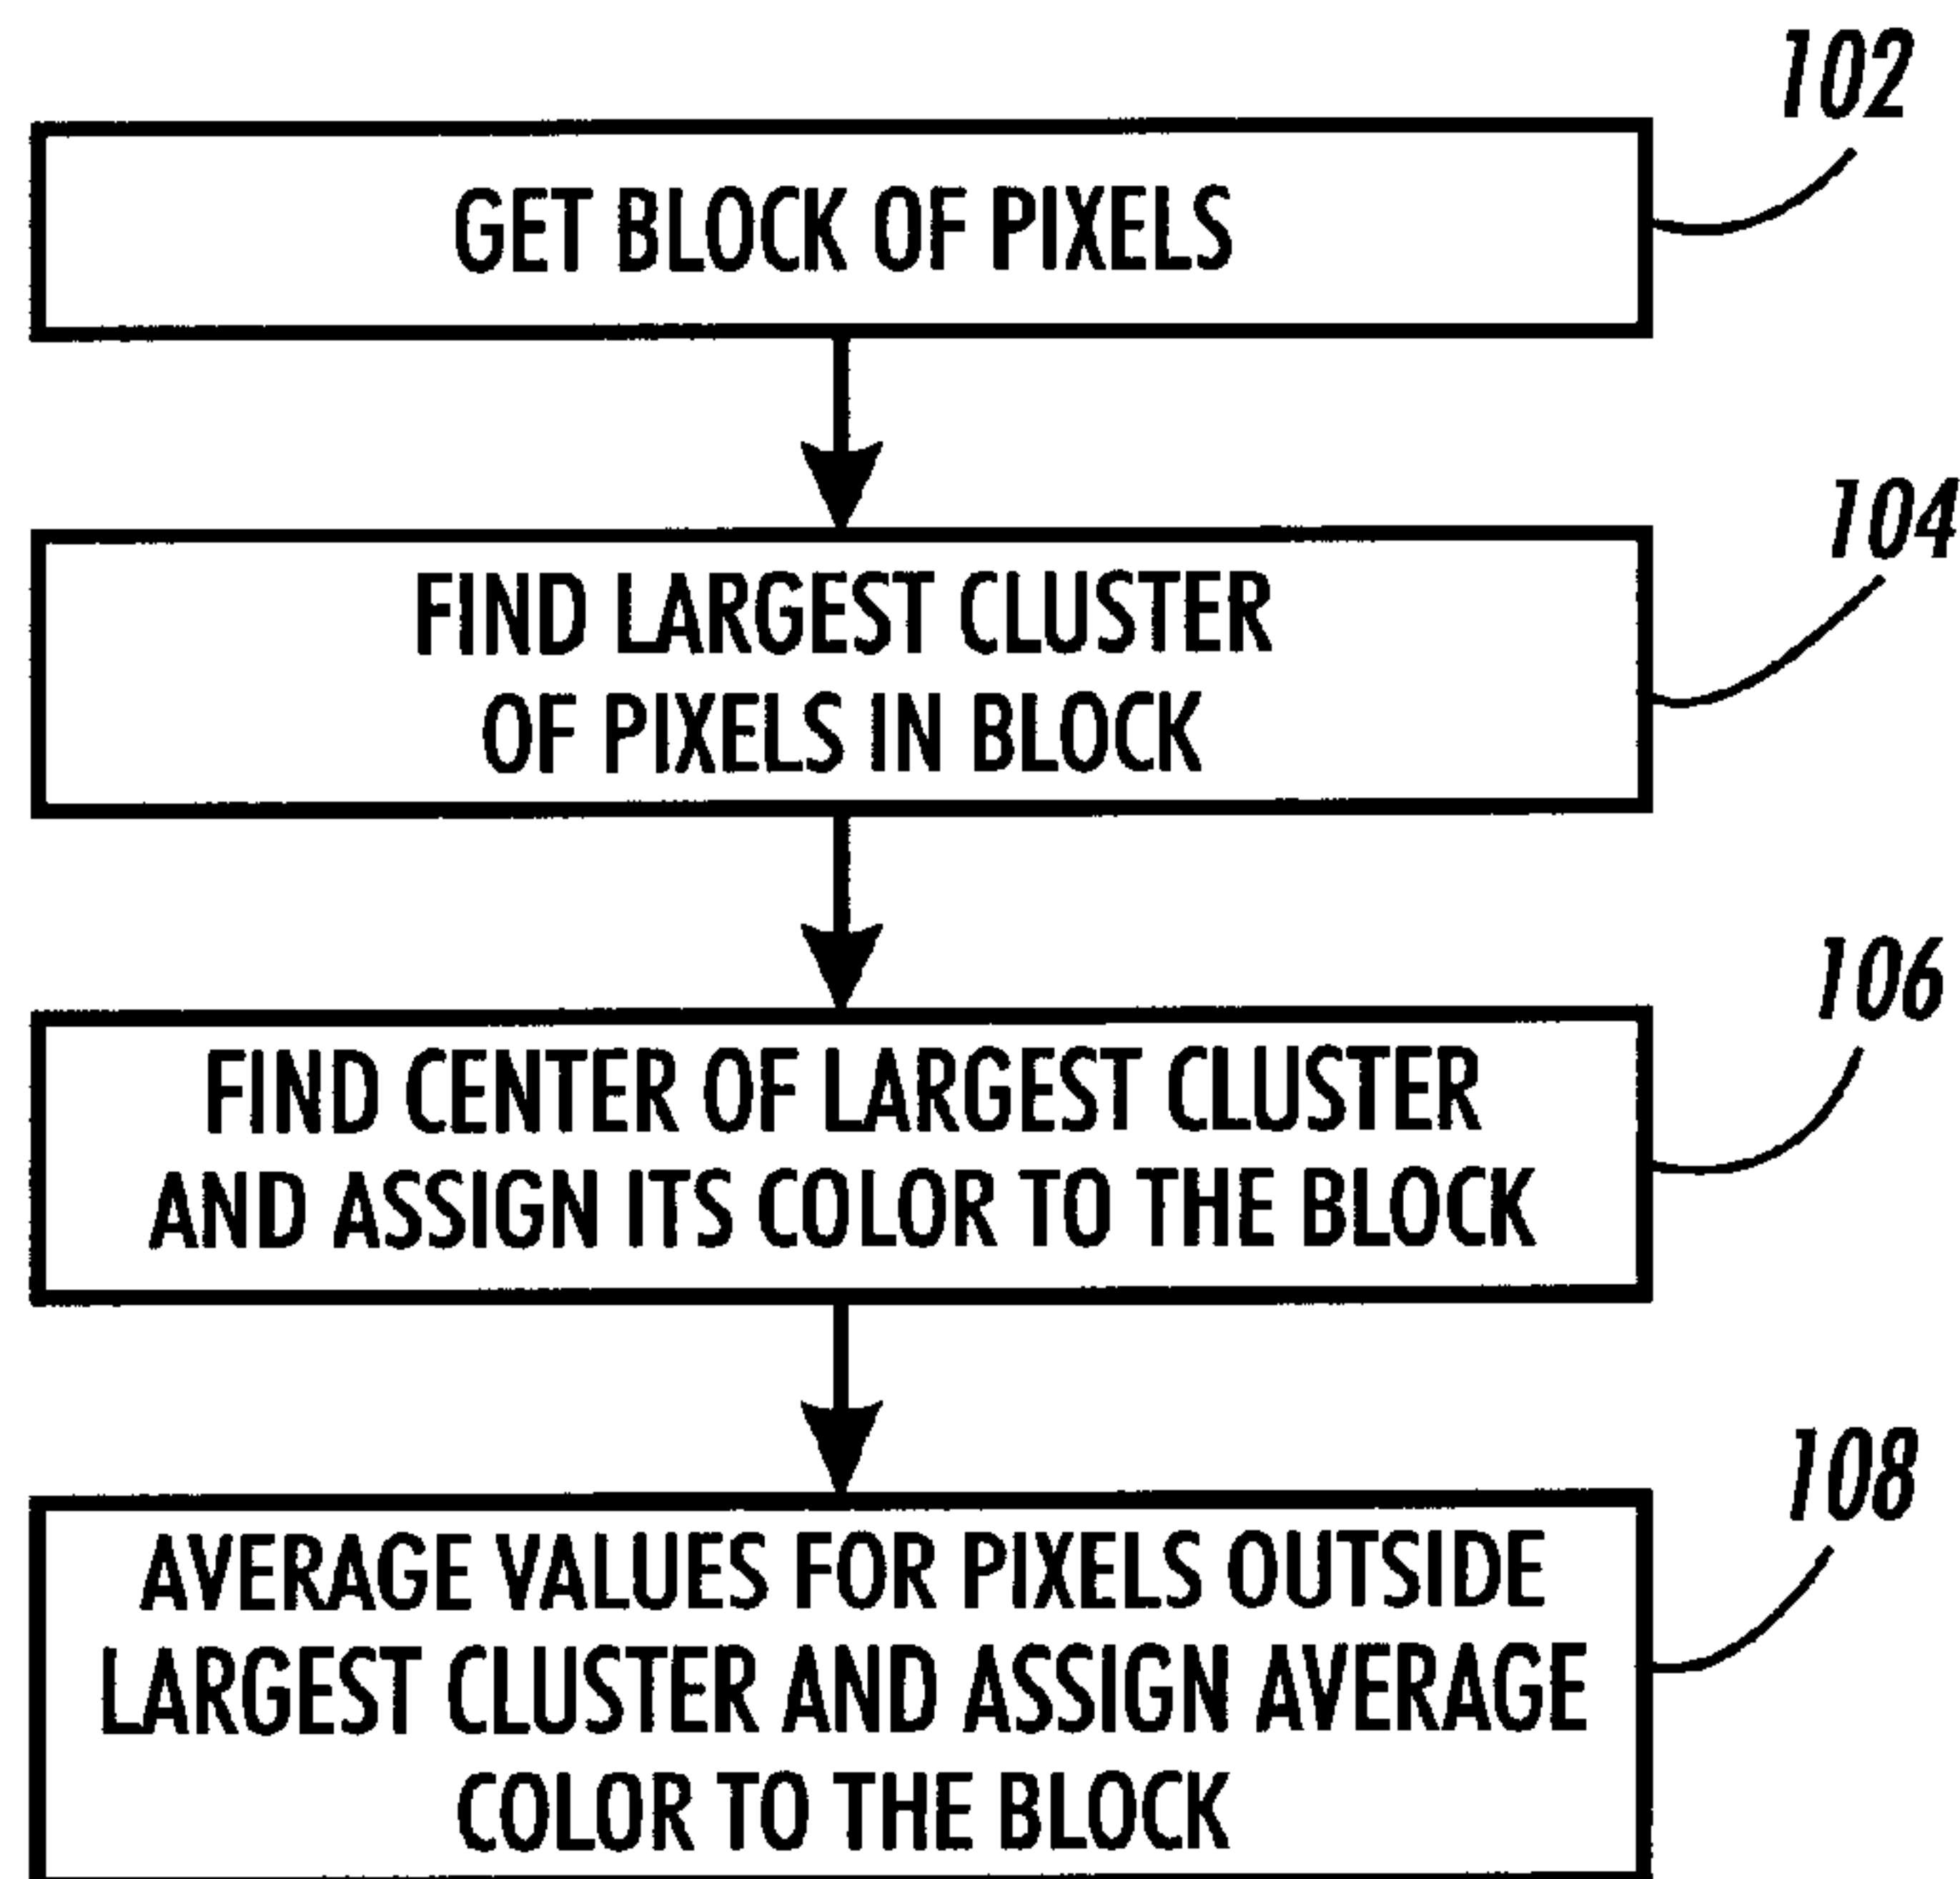 102
GET BLOCK OF PIXELS
104
FIND LARGEST CLUSTER
OF PIXELS IN BLOCK
106
FIND CENTER OF LARGEST CLUSTER
AND ASSIGN ITS COLOR TO THE BLOCK
108
AVERAGE VALUES FOR PIXELS OUTSIDE
LARGEST CLUSTER AND ASSIGN AVERAGE
COLOR TO THE BLOCK